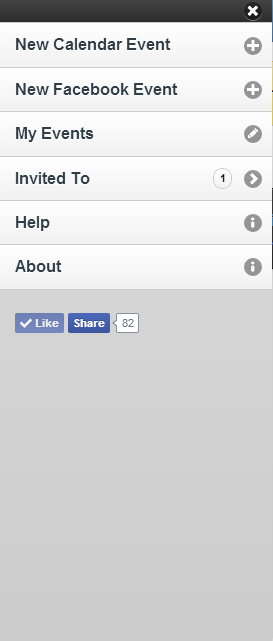 New Calendar Event
New Facebook Event
My Events
Invited To 1
Help
About
Like Share 82